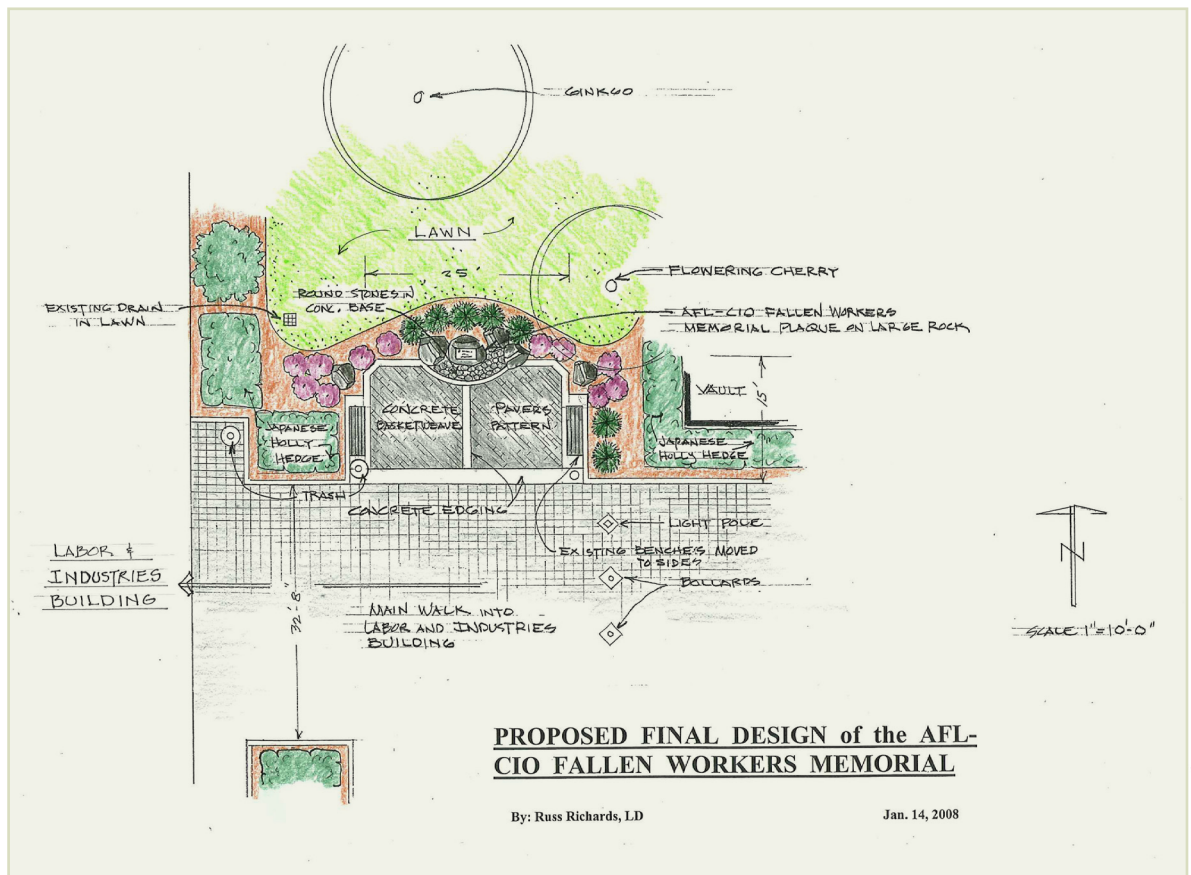 GINKGO
LAWN
25'
FLOWERING CHERRY
ROUND STONES IN
CONC. BASE
EXISTING DRAIN
IN LAWN
AFL-CIO FALLEN WORKERS
MEMORIAL PLAQUE ON LARGE ROCK
VAULT
15'
CONCRETE
BASKETWEAVE
PAVERS
PATTERN
JAPANESE
HOLLY
HEDGE
JAPANESE
HOLLY HEDGE
TRASH
CONCRETE EDGING
LIGHT POLE
EXISTING BENCHES MOVED
TO SIDES
BOLLARDS
LABOR &
INDUSTRIES
BUILDING
32'-8"
MAIN WALK INTO
LABOR AND INDUSTRIES
BUILDING
N
SCALE 1"=10'-0"
PROPOSED FINAL DESIGN of the AFL-
CIO FALLEN WORKERS MEMORIAL
By: Russ Richards, LD
Jan. 14, 2008